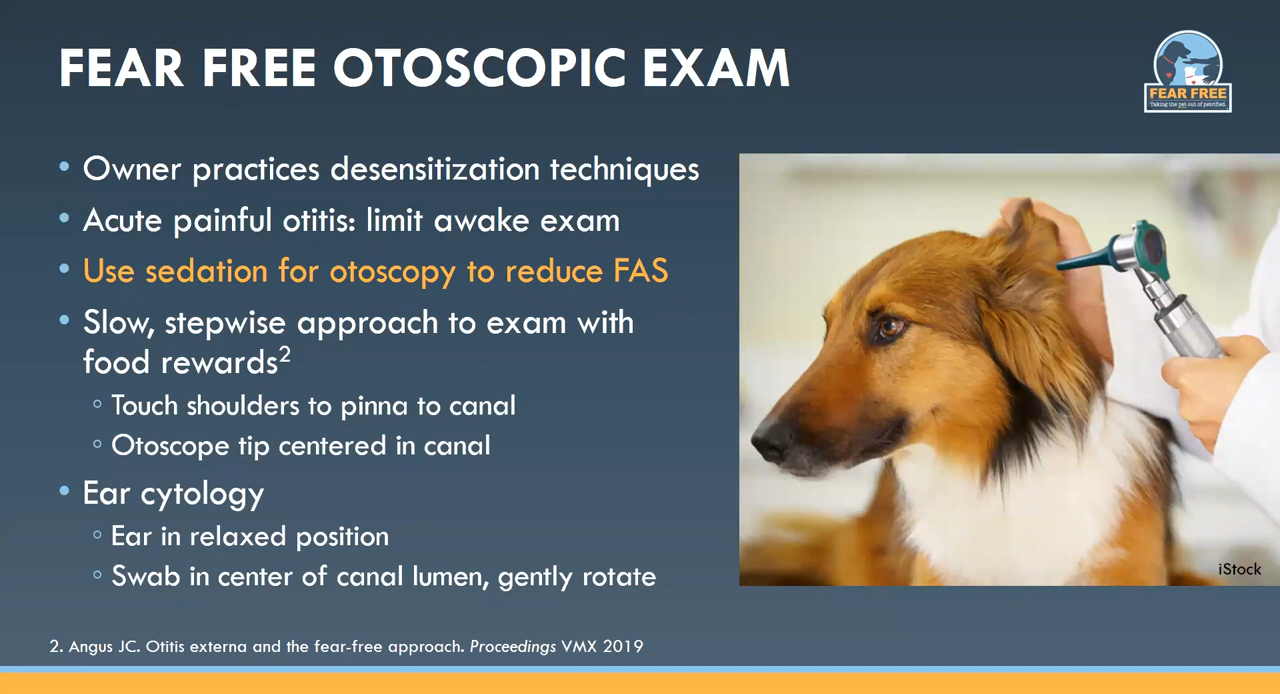 FEAR FREE OTOSCOPIC EXAM
FEAR FREE
Taking the pet out of petrified.
• Owner practices desensitization techniques
• Acute painful otitis: limit awake exam
• Use sedation for otoscopy to reduce FAS
• Slow, stepwise approach to exam with
food rewards²
◦ Touch shoulders to pinna to canal
◦ Otoscope tip centered in canal
• Ear cytology
◦ Ear in relaxed position
◦ Swab in center of canal lumen, gently rotate
iStock
2. Angus JC. Otitis externa and the fear-free approach. Proceedings VMX 2019